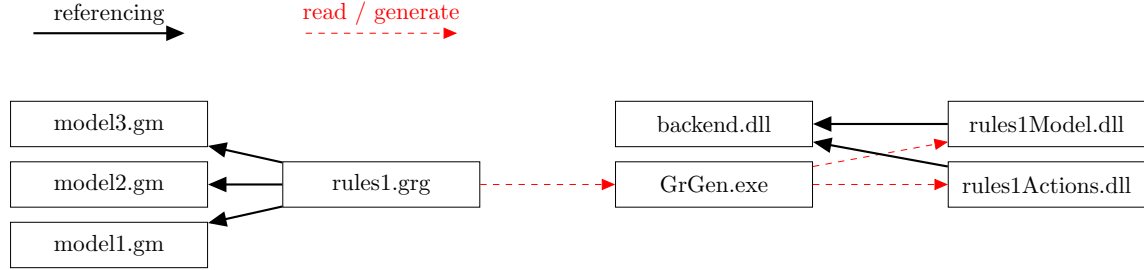 referencing
read / generate
model3.gm
backend.dll
rules1Model.dll
model2.gm
rules1.grg
GrGen.exe
rules1Actions.dll
model1.gm